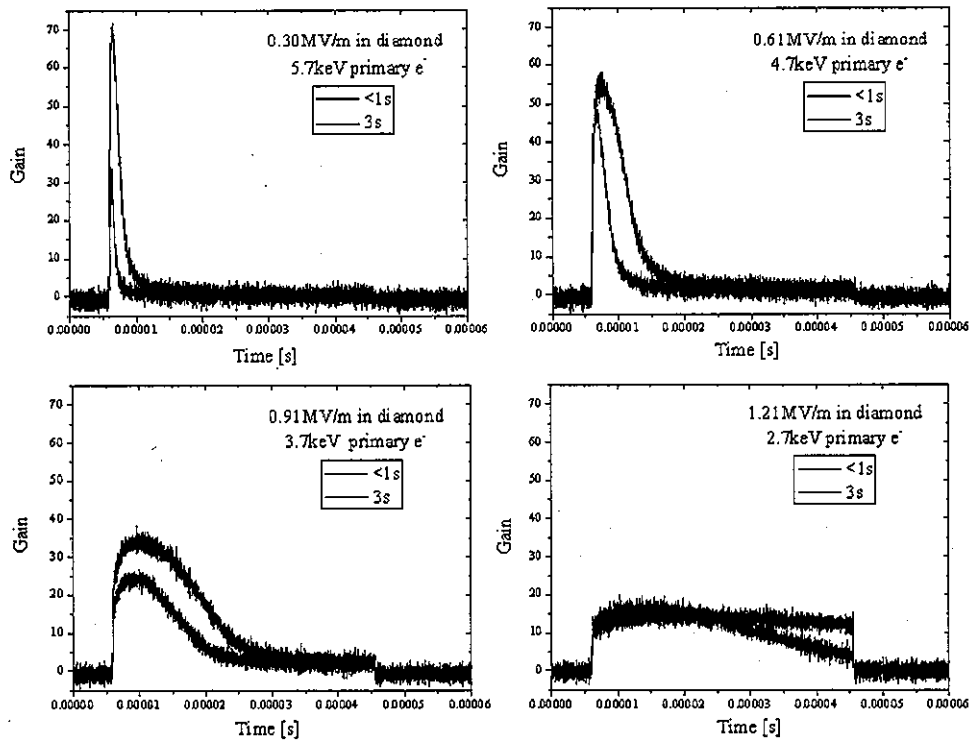 0.30MV/m in diamond
5.7keV primary e-
<1s
3s
Gain
70
60
50
40
30
20
10
0
0.00000 0.00001 0.00002 0.00003 0.00004 0.00005 0.00006
Time [s]
0.61MV/m in diamond
4.7keV primary e-
<1s
3s
Gain
70
60
50
40
30
20
10
0
0.00000 0.00001 0.00002 0.00003 0.00004 0.00005 0.00006
Time [s]
0.91MV/m in diamond
3.7keV primary e-
<1s
3s
Gain
70
60
50
40
30
20
10
0
0.00000 0.00001 0.00002 0.00003 0.00004 0.00005 0.00006
Time [s]
1.21MV/m in diamond
2.7keV primary e-
<1s
3s
Gain
70
60
50
40
30
20
10
0
0.00000 0.00001 0.00002 0.00003 0.00004 0.00005 0.00006
Time [s]